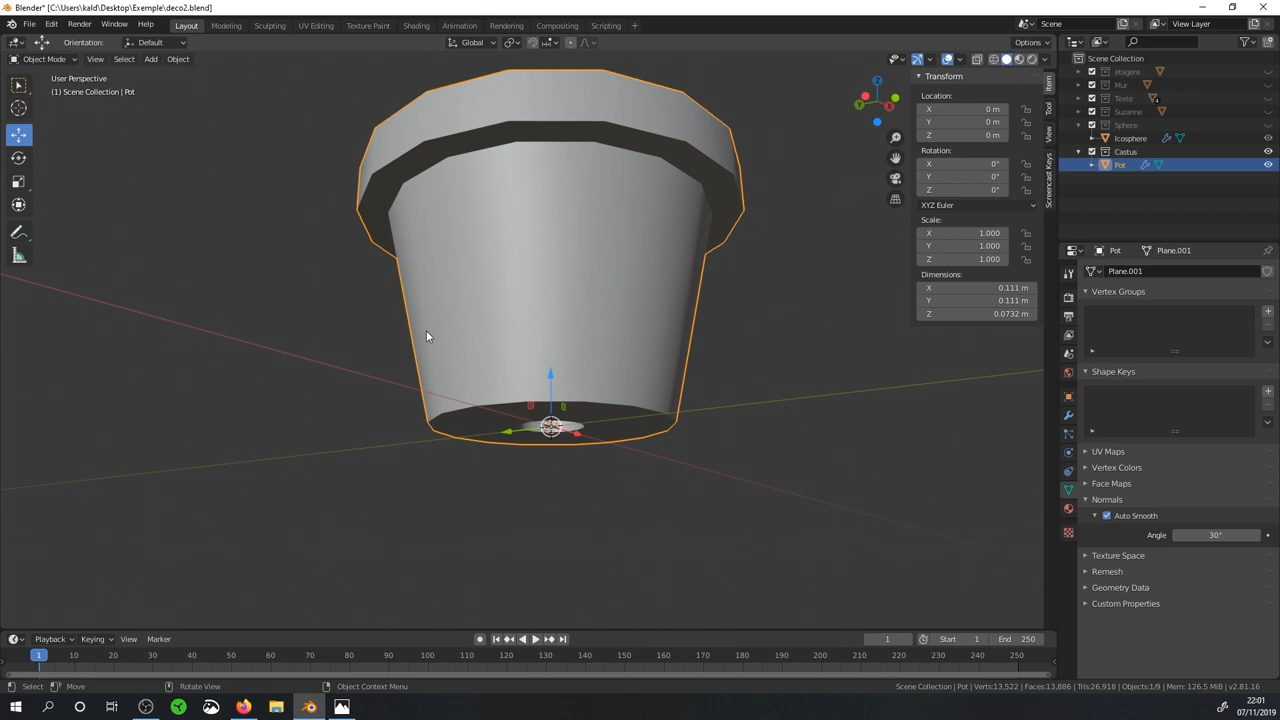 Blender* [C:\Users\kald\Desktop\Exemple\deco2.blend]
File Edit Render Window Help Layout Modeling Sculpting UV Editing Texture Paint Shading Animation Rendering Compositing Scripting + Scene View Layer
Orientation: Default Global Options
Object Mode View Select Add Object
User Perspective
(1) Scene Collection | Pot
Transform
Location:
X 0 m
Y 0 m
Z 0 m
Rotation:
X 0°
Y 0°
Z 0°
XYZ Euler
Scale:
X 1.000
Y 1.000
Z 1.000
Dimensions:
X 0.111 m
Y 0.111 m
Z 0.0732 m
Item
Tool
View
Screencast Keys
Z
Y
X
Scene Collection
etagere
Mur
Texte 4
Suzanne
Sphere
Icosphere
Castus
Pot
Pot Plane.001
Plane.001
Vertex Groups
Shape Keys
UV Maps
Vertex Colors
Face Maps
Normals
Auto Smooth
Angle 30°
Texture Space
Remesh
Geometry Data
Custom Properties
Playback Keying View Marker 1 Start 1 End 250
1 10 20 30 40 50 60 70 80 90 100 110 120 130 140 150 160 170 180 190 200 210 220 230 240 250
Select Move Rotate View Object Context Menu Scene Collection | Pot | Verts:13,522 | Faces:13,886 | Tris:26,918 | Objects:1/9 | Mem: 126.5 MiB | v2.81.16
22:01
07/11/2019